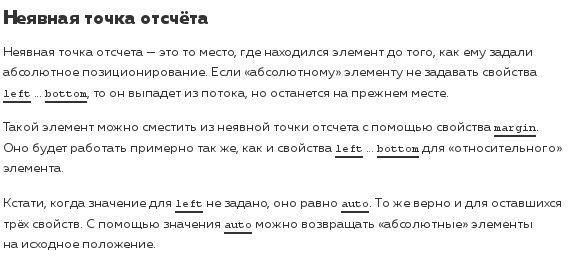 Неявная точка отсчёта
Неявная точка отсчета — это то место, где находился элемент до того, как ему задали
абсолютное позиционирование. Если «абсолютному» элементу не задавать свойства
left ... bottom, то он выпадет из потока, но останется на прежнем месте.
Такой элемент можно сместить из неявной точки отсчета с помощью свойства margin.
Оно будет работать примерно так же, как и свойства left ... bottom для «относительного»
элемента.
Кстати, когда значение для left не задано, оно равно auto. То же верно и для оставшихся
трёх свойств. С помощью значения auto можно возвращать «абсолютные» элементы
на исходное положение.